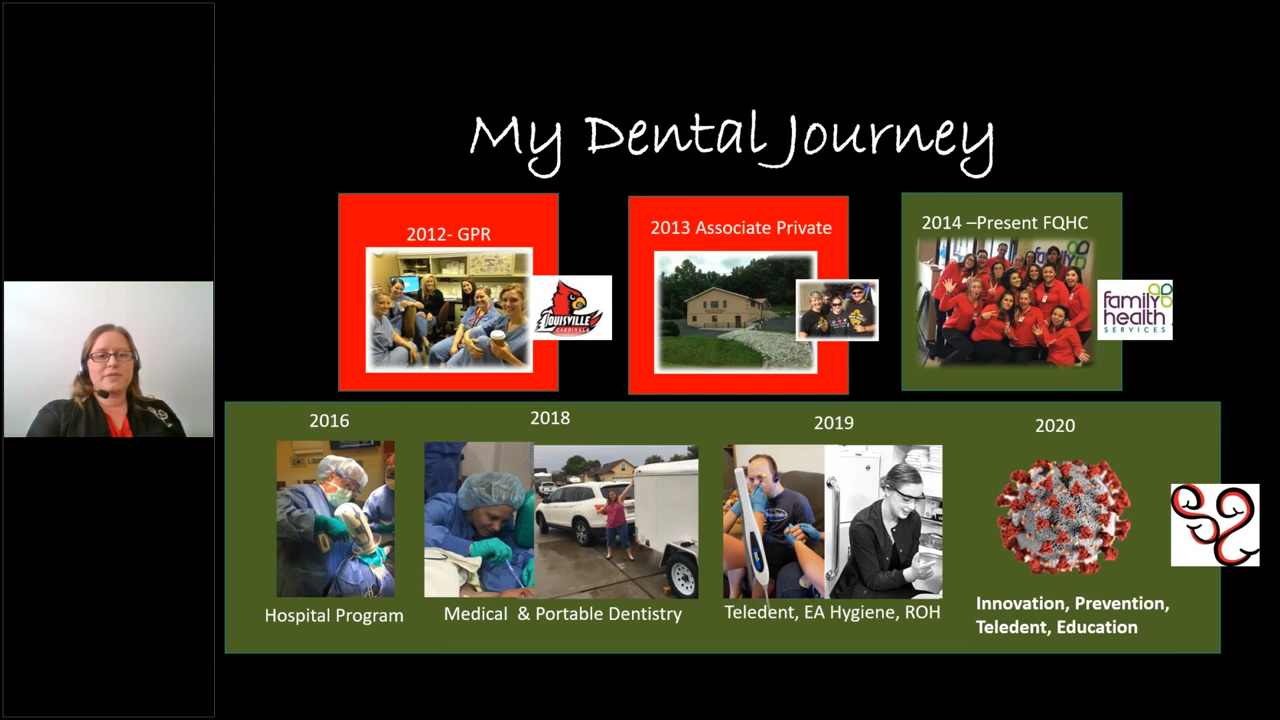 My Dental Journey
2012- GPR
2013 Associate Private
2014 –Present FQHC
LOUISVILLE
CARDINALS
family
family
health
SERVICES
2016
2018
2019
2020
Hospital Program
Medical & Portable Dentistry
Teledent, EA Hygiene, ROH
Innovation, Prevention,
Teledent, Education